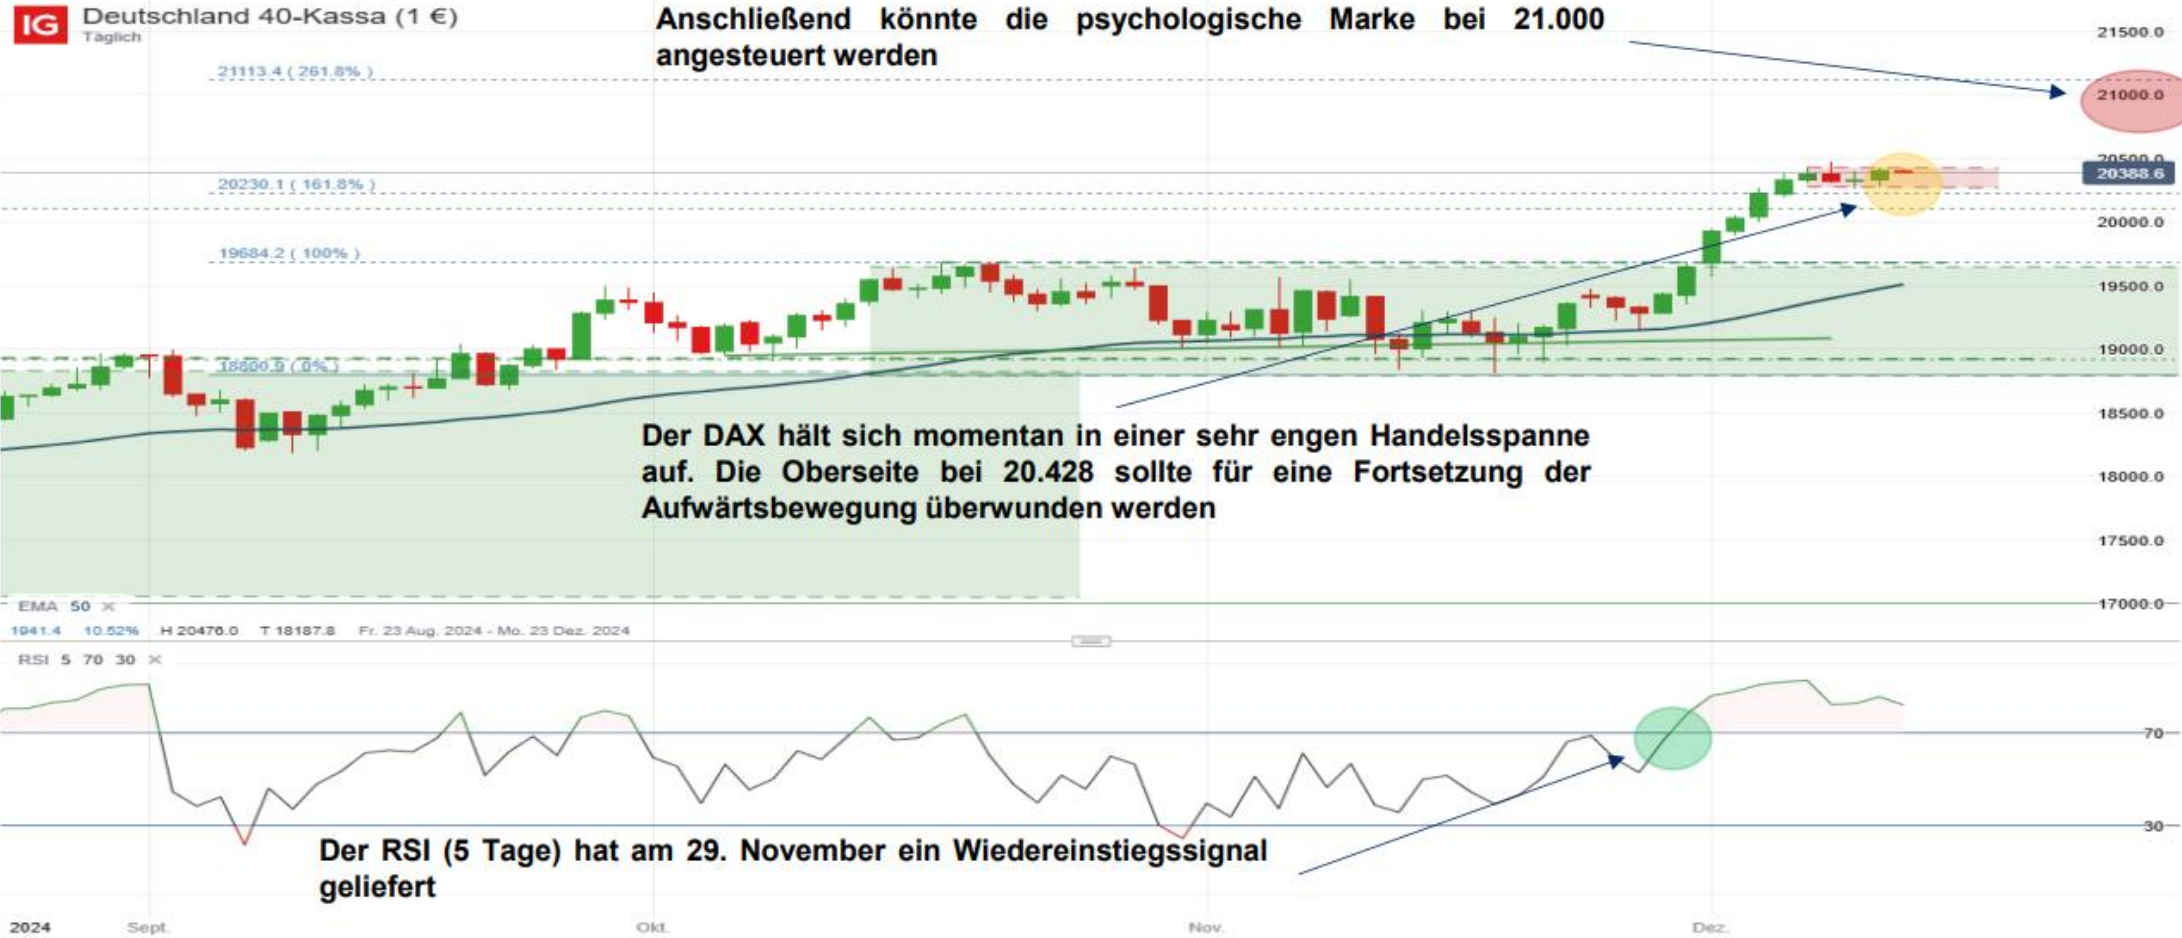 IG
Deutschland 40-Kassa (1 €)
Täglich
Anschließend könnte die psychologische Marke bei 21.000
angesteuert werden
21500.0
21113.4 ( 261.8% )
21000.0
20500.0
20388.6
20230.1 ( 161.8% )
20000.0
19684.2 ( 100% )
19500.0
19000.0
18800.9 ( 0% )
18500.0
Der DAX hält sich momentan in einer sehr engen Handelsspanne
auf. Die Oberseite bei 20.428 sollte für eine Fortsetzung der
Aufwärtsbewegung überwunden werden
18000.0
17500.0
17000.0
EMA 50 ×
1941.4 10.52% H 20476.0 T 18187.8 Fr. 23 Aug. 2024 - Mo. 23 Dez. 2024
RSI 5 70 30 ×
70
30
Der RSI (5 Tage) hat am 29. November ein Wiedereinstiegssignal
geliefert
2024 Sept. Okt. Nov. Dez.